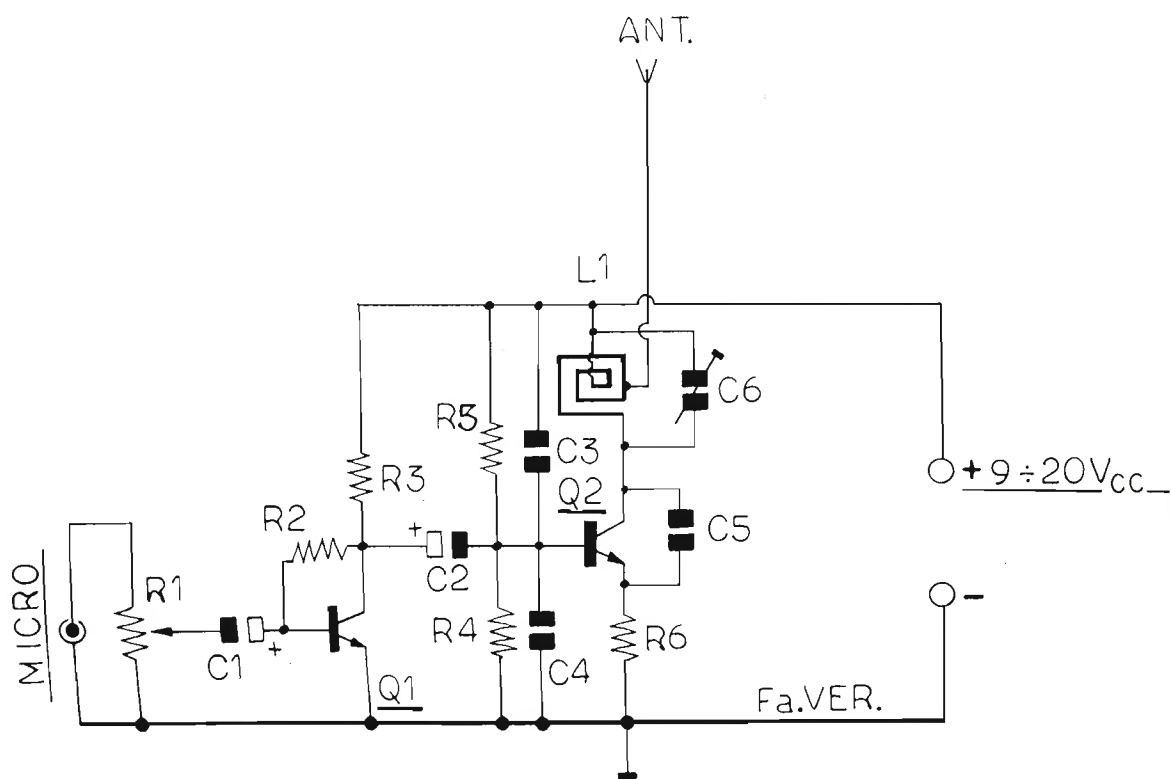 ANT.
L1
C6
R5
C3
R3
Q2
+ 9÷20VCC
R2
+
C2
C5
MICRO
R1
-
R4
R6
C1
+
C4
Q1
Fa.VER.